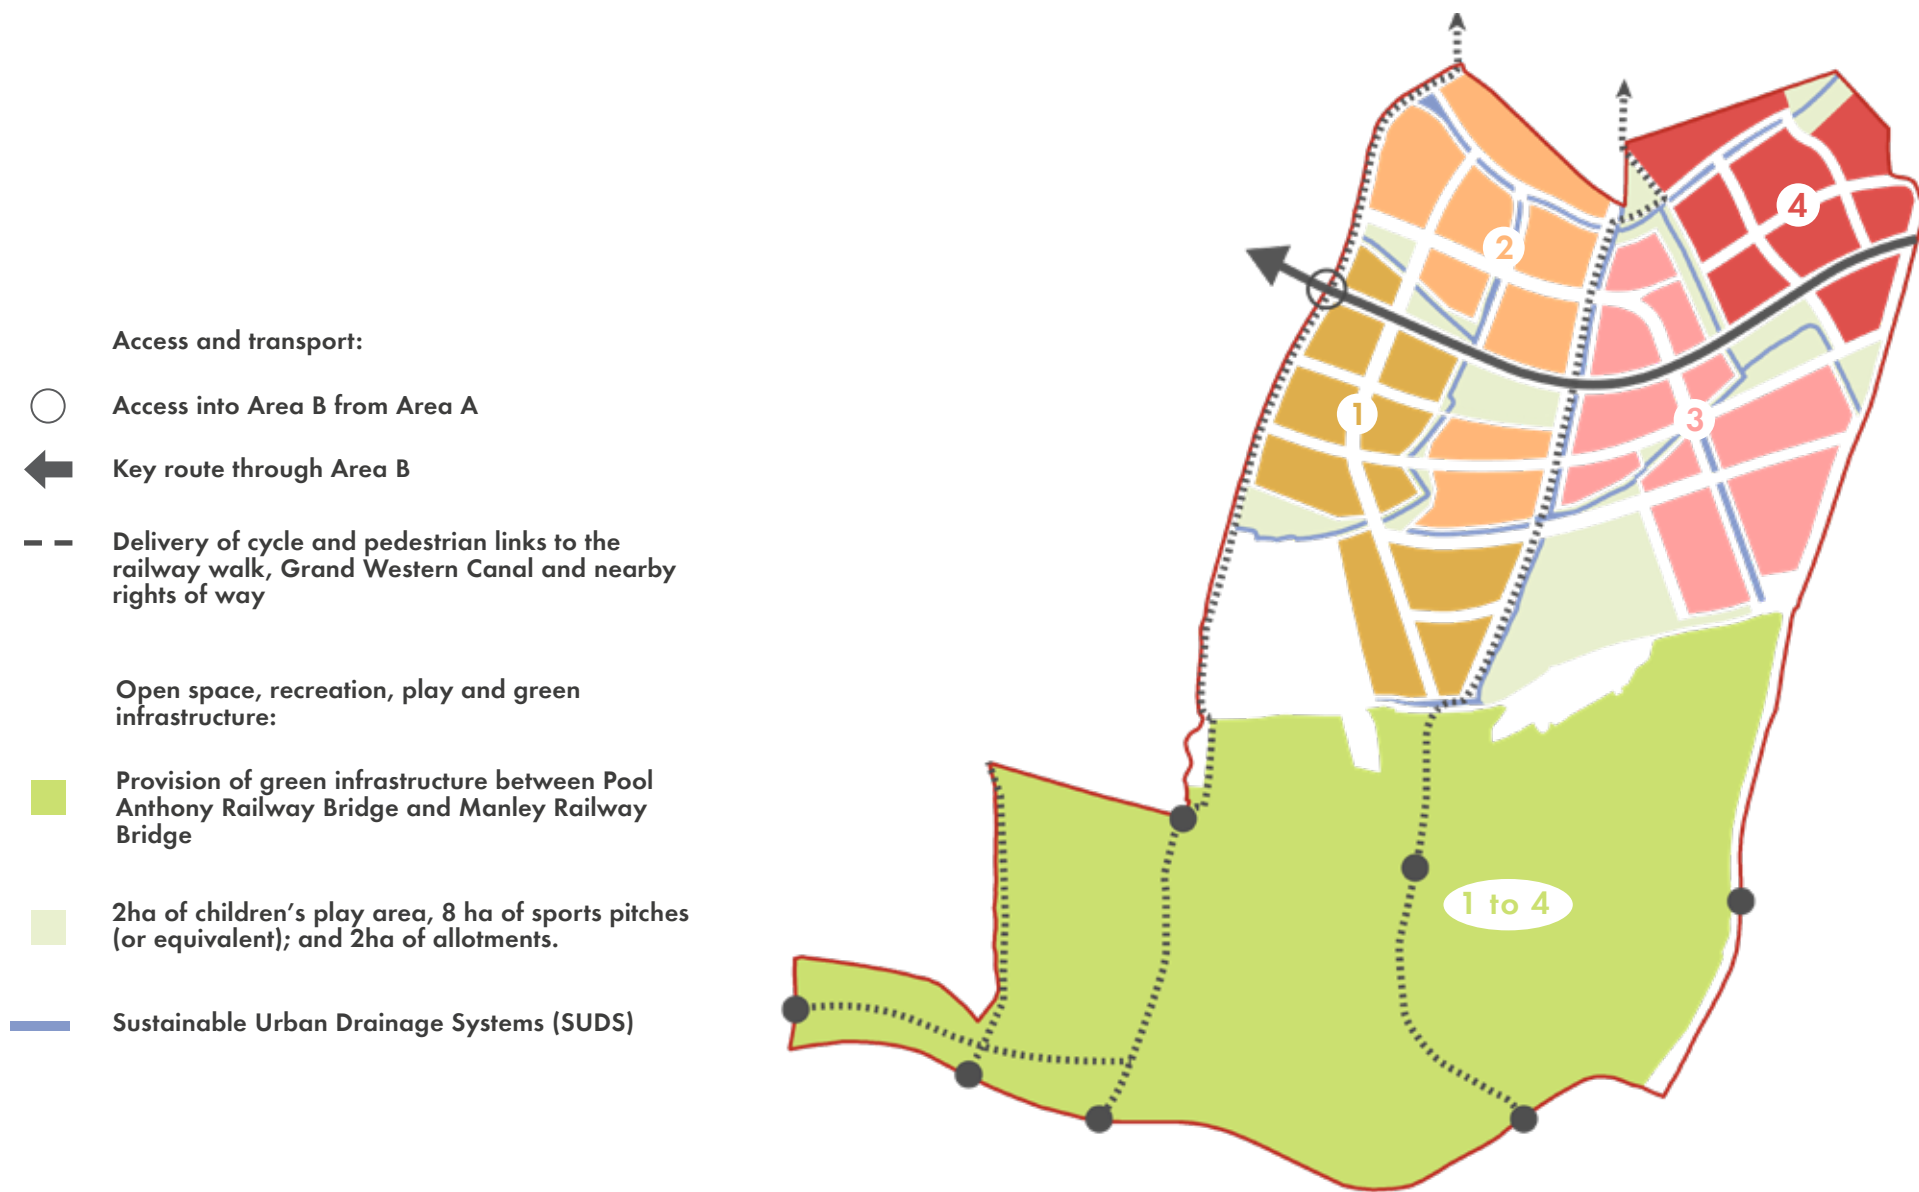 Access and transport:
Access into Area B from Area A
Key route through Area B
Delivery of cycle and pedestrian links to the
railway walk, Grand Western Canal and nearby
rights of way
Open space, recreation, play and green
infrastructure:
Provision of green infrastructure between Pool
Anthony Railway Bridge and Manley Railway
Bridge
2ha of children’s play area, 8 ha of sports pitches
(or equivalent); and 2ha of allotments.
Sustainable Urban Drainage Systems (SUDS)
4
2
1
3
1 to 4